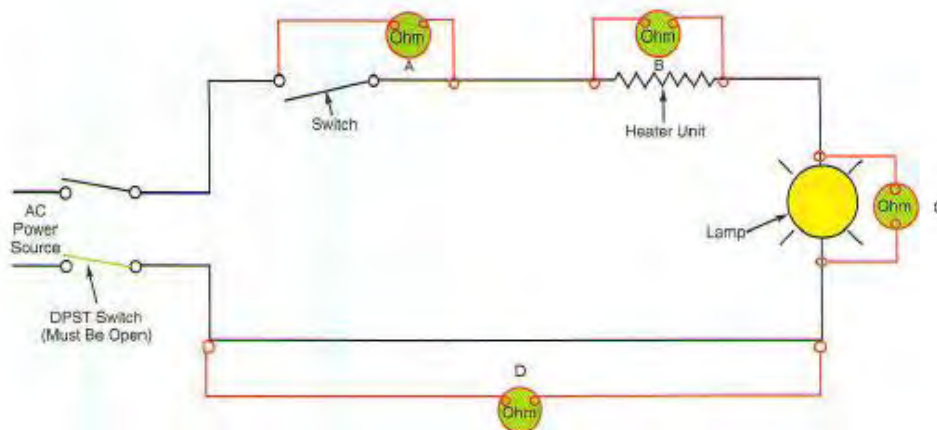 Ohm
A
Ohm
B
Switch
Heater Unit
AC
Power
Source
Lamp
Ohm
DPST Switch
(Must Be Open)
D
Ohm